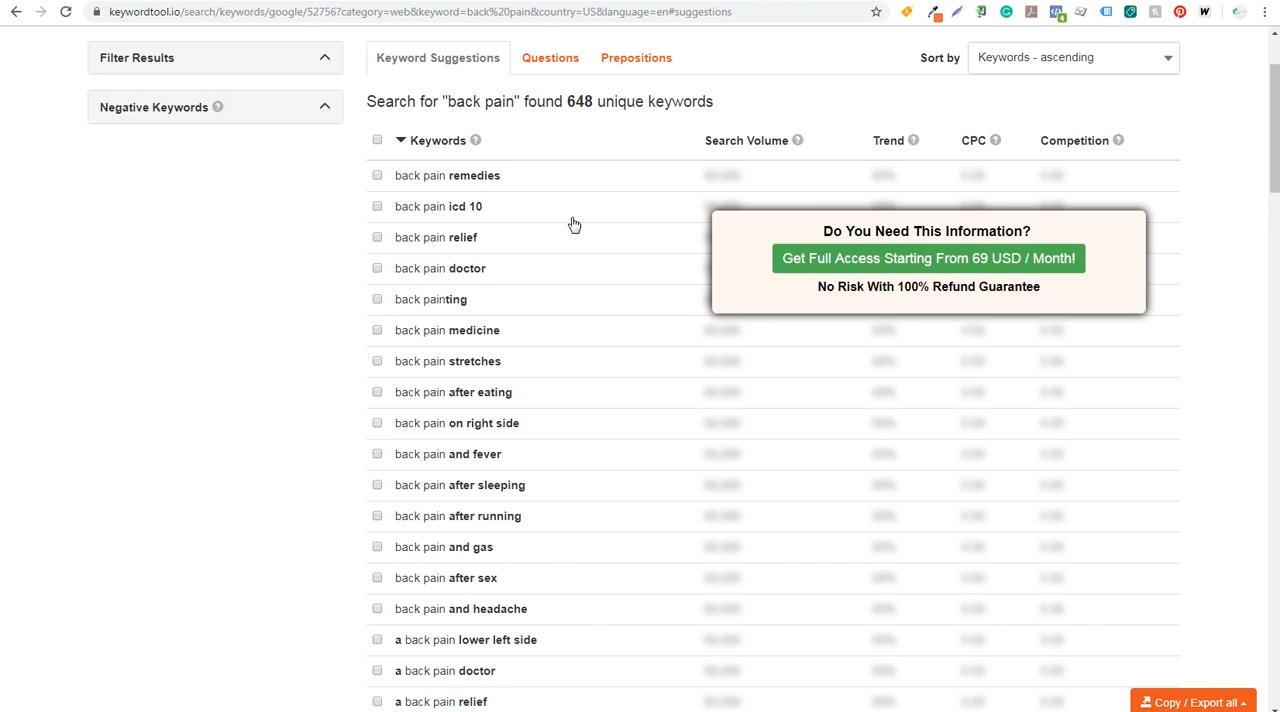 keywordtool.io/search/keywords/google/52756?category=web&keyword=back%20pain&country=US&language=en#suggestions
Filter Results
Keyword Suggestions Questions Prepositions Sort by Keywords - ascending
Negative Keywords ?
Search for "back pain" found 648 unique keywords
Keywords ? Search Volume ? Trend ? CPC ? Competition ?
back pain remedies
back pain icd 10
Do You Need This Information?
back pain relief
Get Full Access Starting From 69 USD / Month!
back pain doctor
No Risk With 100% Refund Guarantee
back painting
back pain medicine
back pain stretches
back pain after eating
back pain on right side
back pain and fever
back pain after sleeping
back pain after running
back pain and gas
back pain after sex
back pain and headache
a back pain lower left side
a back pain doctor
a back pain relief
Copy / Export all